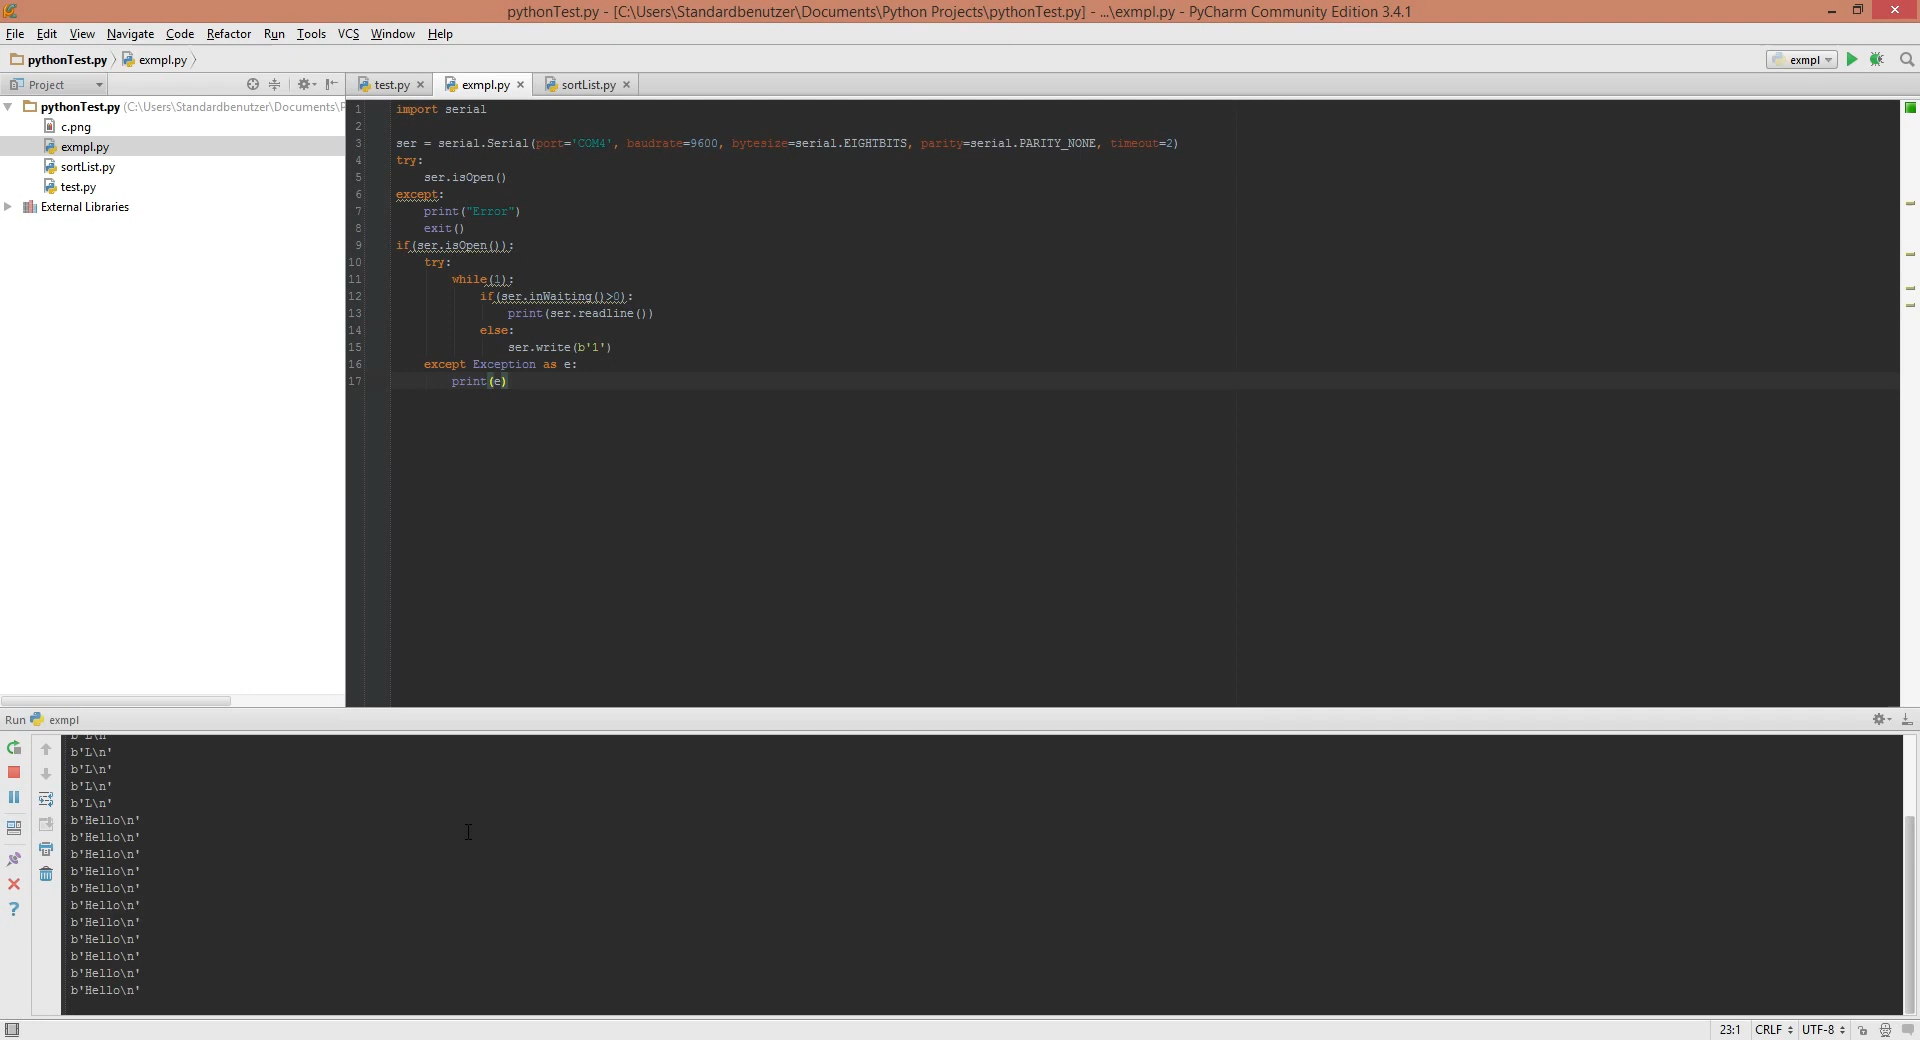 pythonTest.py - [C:\Users\Standardbenutzer\Documents\Python Projects\pythonTest.py] - ...\exmpl.py - PyCharm Community Edition 3.4.1
File Edit View Navigate Code Refactor Run Tools VCS Window Help
pythonTest.py exmpl.py exmpl
Project test.py exmpl.py sortList.py
pythonTest.py (C:\Users\Standardbenutzer\Documents\P
c.png
exmpl.py
sortList.py
test.py
External Libraries
1 import serial
2
3 ser = serial.Serial(port='COM4', baudrate=9600, bytesize=serial.EIGHTBITS, parity=serial.PARITY_NONE, timeout=2)
4 try:
5 ser.isOpen()
6 except:
7 print("Error")
8 exit()
9 if(ser.isOpen()):
10 try:
11 while(1):
12 if(ser.inWaiting()>0):
13 print(ser.readline())
14 else:
15 ser.write(b'1')
16 except Exception as e:
17 print(e)
Run exmpl
b'L\n'
b'L\n'
b'L\n'
b'L\n'
b'L\n'
b'Hello\n'
b'Hello\n'
b'Hello\n'
b'Hello\n'
b'Hello\n'
b'Hello\n'
b'Hello\n'
b'Hello\n'
b'Hello\n'
b'Hello\n'
b'Hello\n'
23:1 CRLF UTF-8